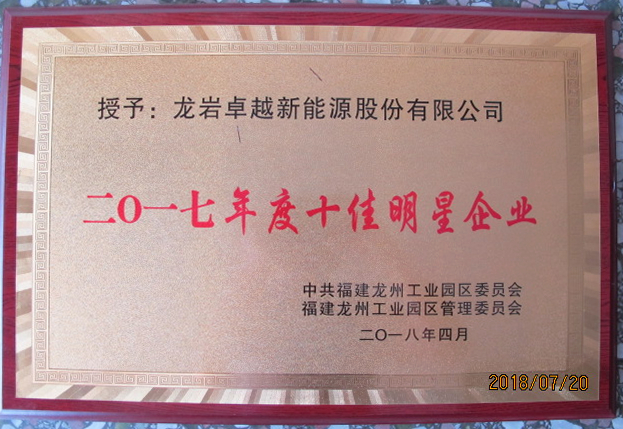 授予：龙岩卓越新能源股份有限公司
二〇一七年度十佳明星企业
中共福建龙州工业园区委员会
福建龙州工业园区管理委员会
二〇一八年四月
2018/07/20